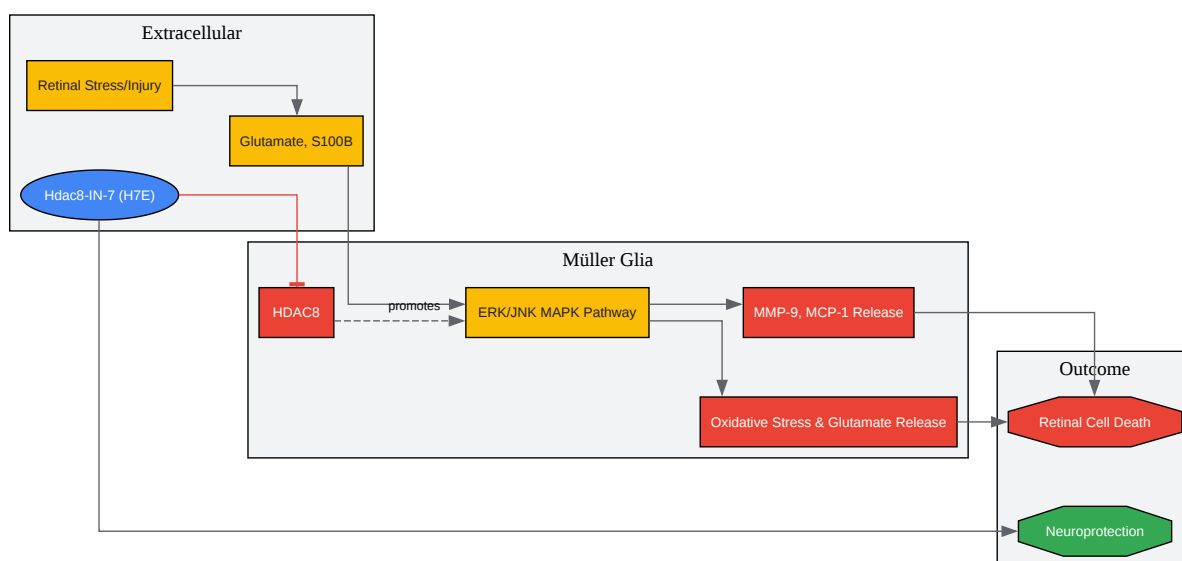 Extracellular
Retinal Stress/Injury
Glutamate, S100B
Hdac8-IN-7 (H7E)
Müller Glia
HDAC8
promotes
ERK/JNK MAPK Pathway
MMP-9, MCP-1 Release
Oxidative Stress & Glutamate Release
Outcome
Retinal Cell Death
Neuroprotection